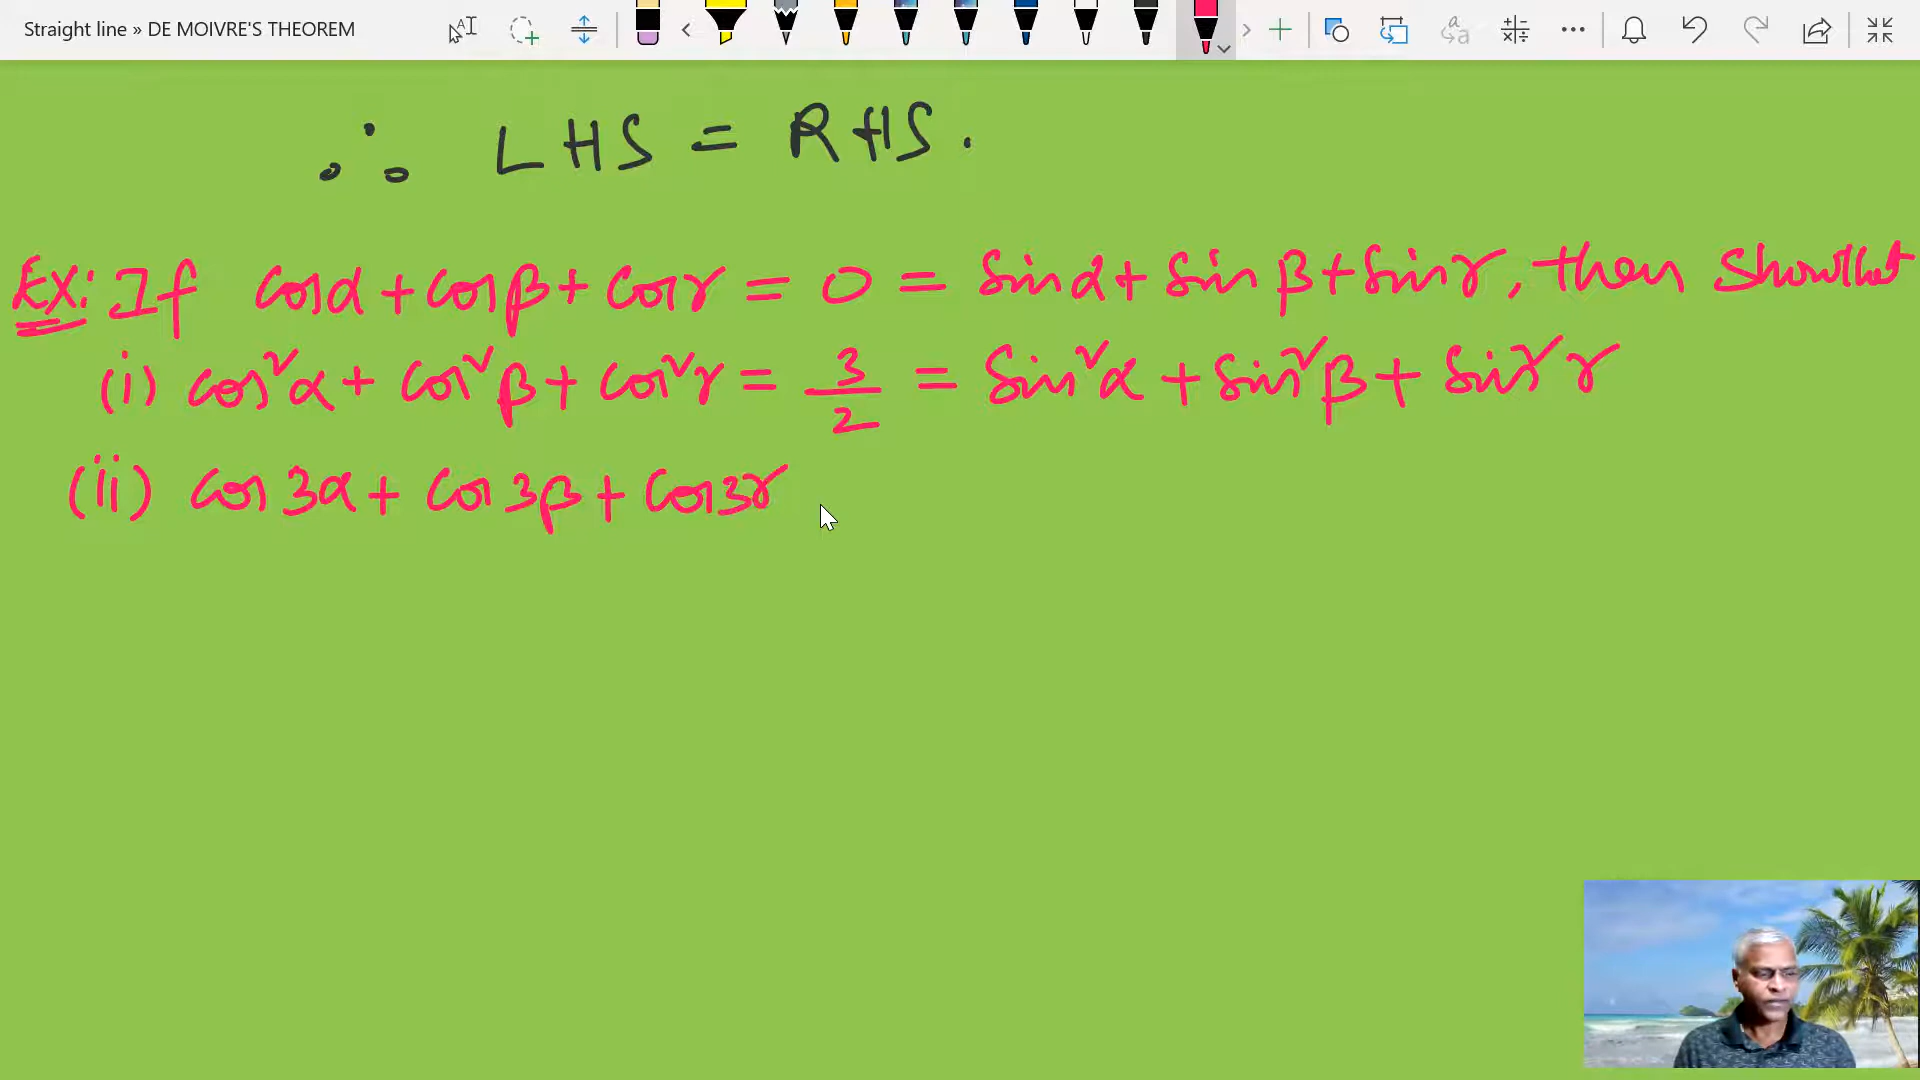 Straight line » DE MOIVRE'S THEOREM
∴ LHS = RHS.
EX: If cosα + cosβ + cosγ = 0 = sinα + sinβ + sinγ, then show that
(i) cos²α + cos²β + cos²γ = 3/2 = sin²α + sin²β + sin²γ
(ii) cos3α + cos3β + cos3γ